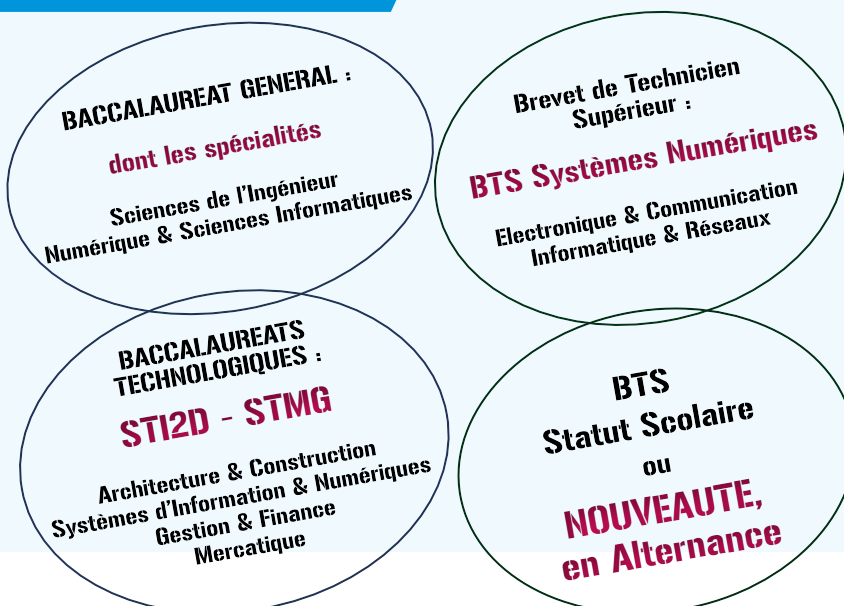 BACCALAUREAT GENERAL :
dont les spécialités
Sciences de l'Ingénieur
Numérique & Sciences Informatiques
Brevet de Technicien
Supérieur :
BTS Systèmes Numériques
Electronique & Communication
Informatique & Réseaux
BACCALAUREATS
TECHNOLOGIQUES :
STI2D - STMG
Architecture & Construction
Systèmes d'Information & Numériques
Gestion & Finance
Mercatique
BTS
Statut Scolaire
ou
NOUVEAUTE,
en Alternance